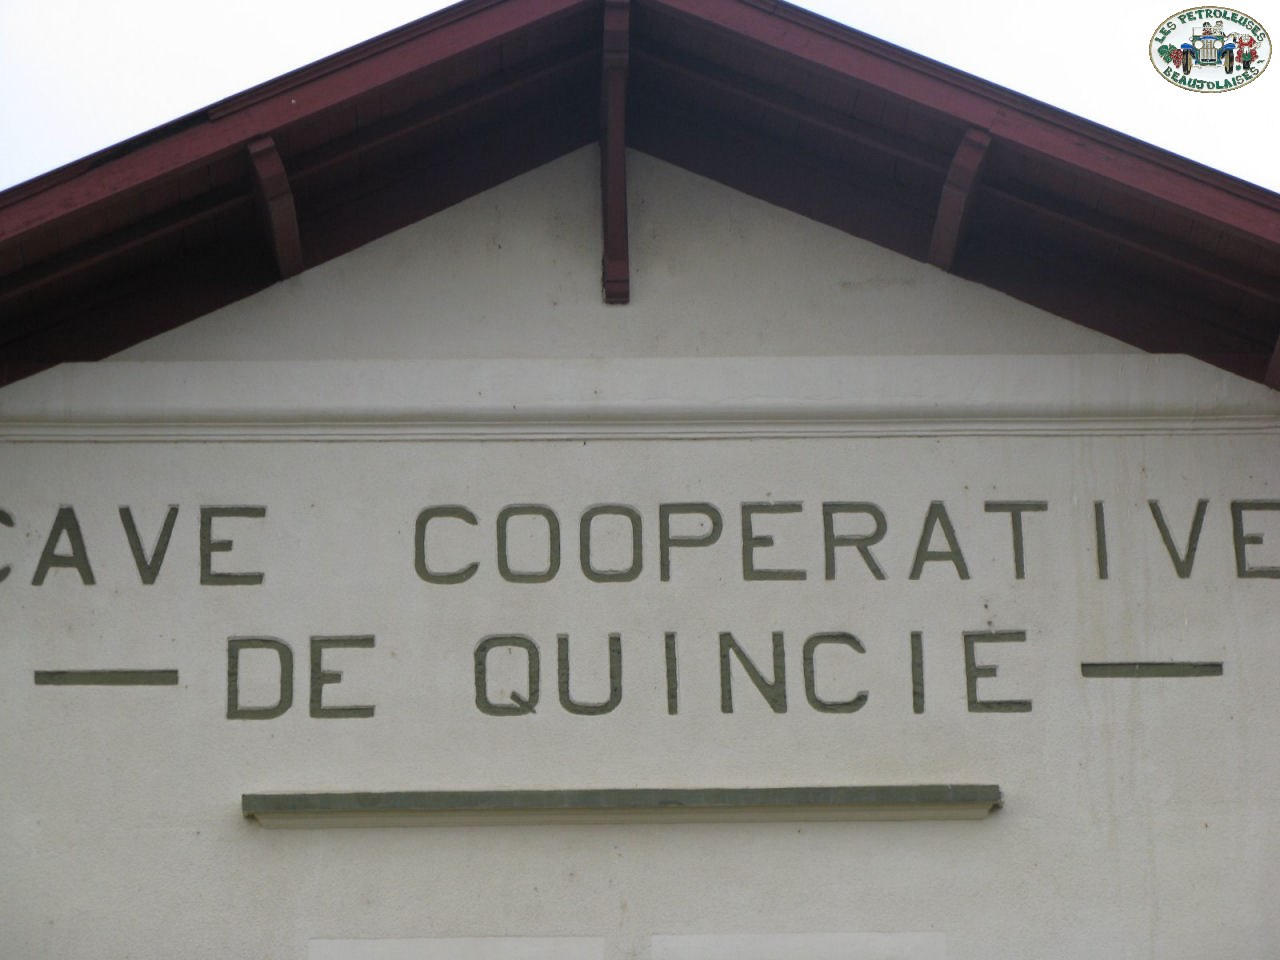 LES PETROLEUSES
BEAUJOLAISES
CAVE COOPERATIVE
DE QUINCIE